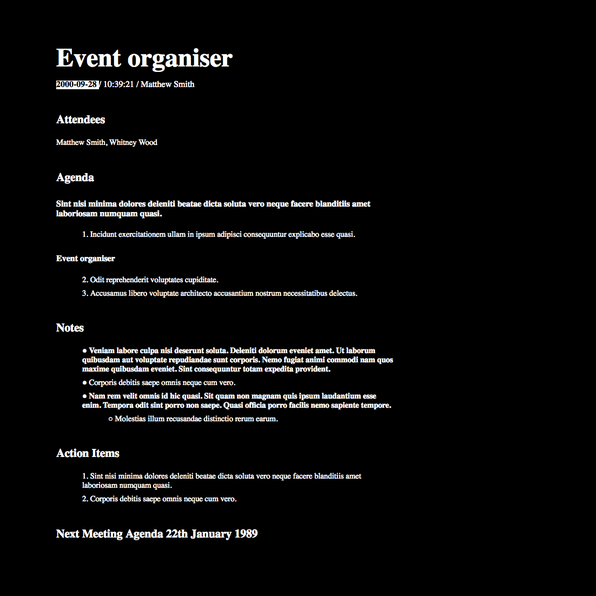 Event organiser
2000-09-28 / 10:39:21 / Matthew Smith
Attendees
Matthew Smith, Whitney Wood
Agenda
Sint nisi minima dolores deleniti beatae dicta soluta vero neque facere blanditiis amet
laboriosam numquam quasi.
1. Incidunt exercitationem ullam in ipsum adipisci consequuntur explicabo esse quasi.
Event organiser
2. Odit reprehenderit voluptates cupiditate.
3. Accusamus libero voluptate architecto accusantium nostrum necessitatibus delectus.
Notes
● Veniam labore culpa nisi deserunt soluta. Deleniti dolorum eveniet amet. Ut laborum
quibusdam aut voluptate repudiandae sunt corporis. Nemo fugiat animi commodi nam quos
maxime quibusdam eveniet. Sint consequuntur totam expedita provident.
● Corporis debitis saepe omnis neque cum vero.
● Nam rem velit omnis id hic quasi. Sit quam non magnam quis ipsum laudantium esse
enim. Tempora odit sint porro non saepe. Quasi officia porro facilis nemo sapiente tempore.
○ Molestias illum recusandae distinctio rerum earum.
Action Items
1. Sint nisi minima dolores deleniti beatae dicta soluta vero neque facere blanditiis amet
laboriosam numquam quasi.
2. Corporis debitis saepe omnis neque cum vero.
Next Meeting Agenda 22th January 1989